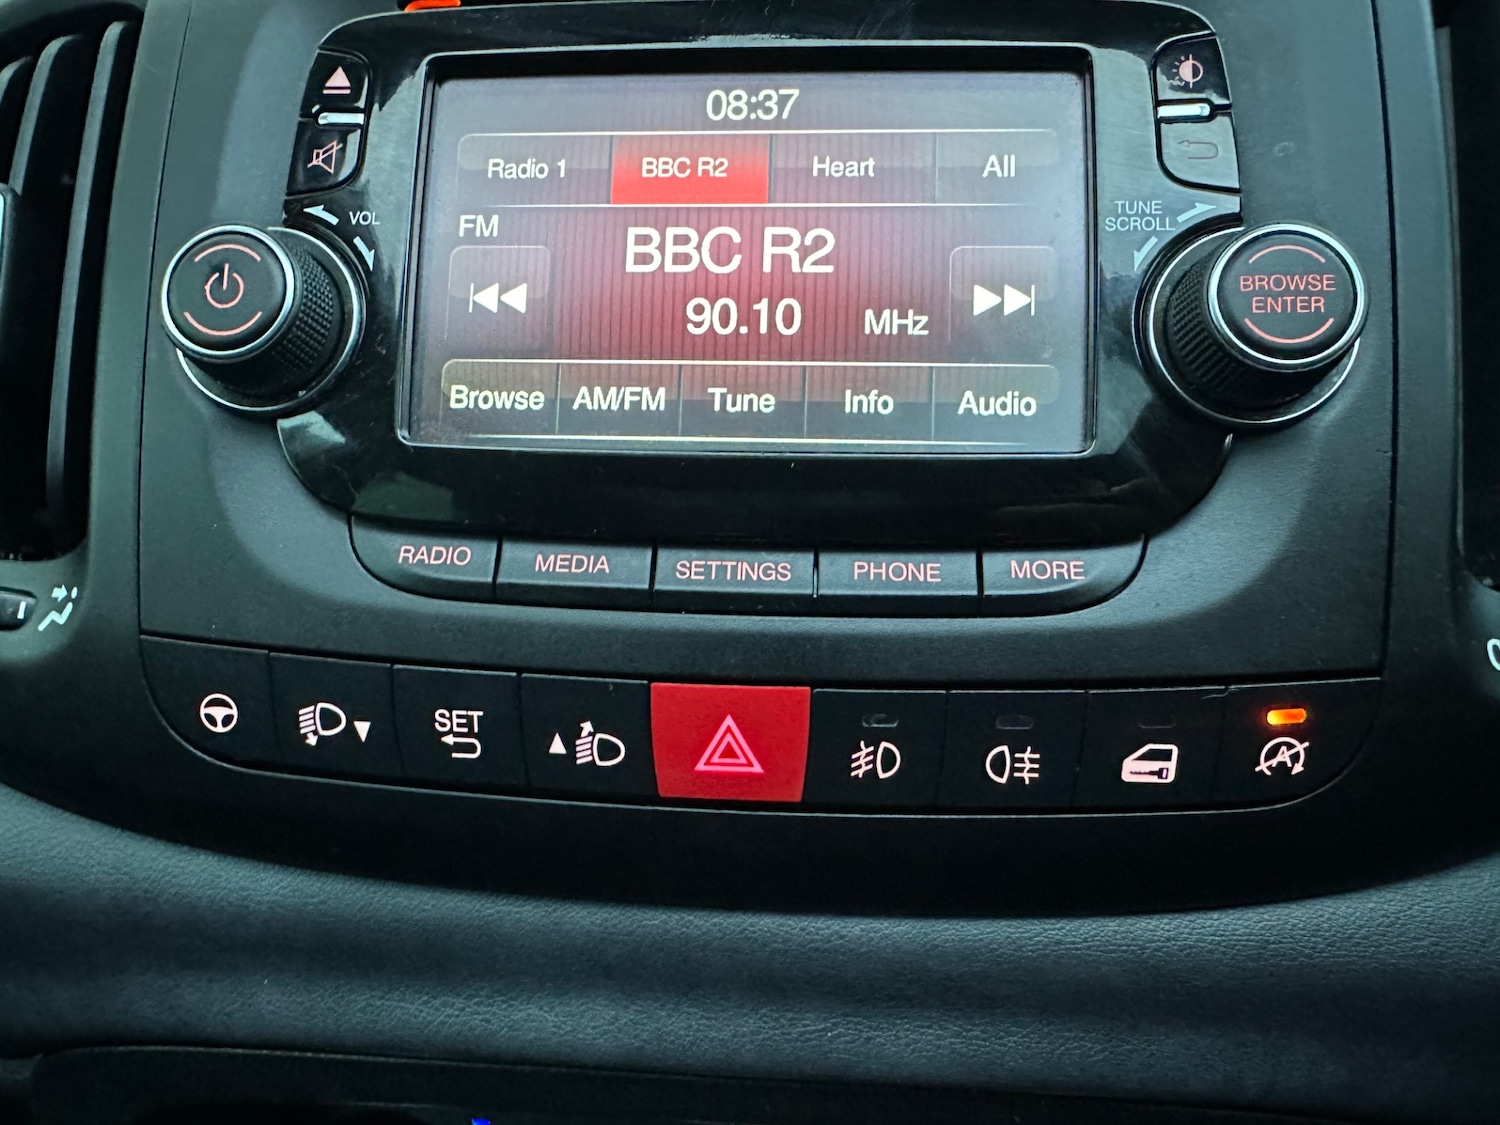 08:37
Radio 1 BBC R2 Heart All
FM
BBC R2
90.10 MHz
Browse AM/FM Tune Info Audio
VOL
TUNE
SCROLL
BROWSE
ENTER
RADIO MEDIA SETTINGS PHONE MORE
SET
A